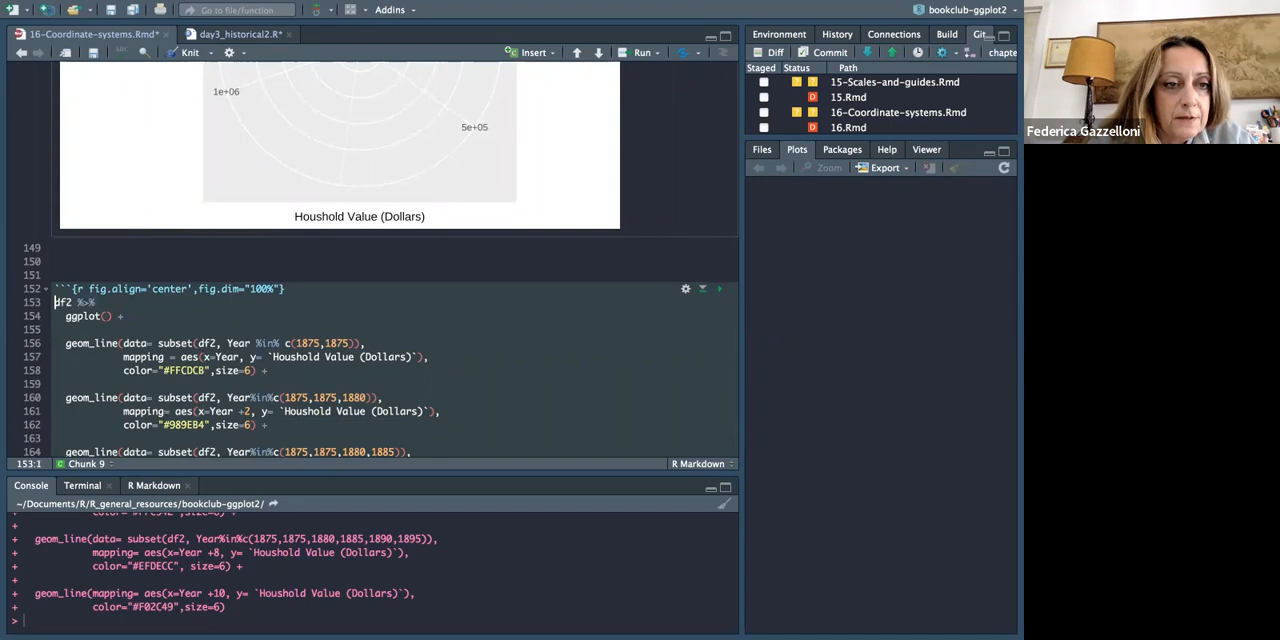 Go to file/function
Addins
bookclub-ggplot2
16-Coordinate-systems.Rmd*
day3_historical2.R*
Knit
Insert
Run
1e+06
5e+05
Houshold Value (Dollars)
149
150
151
152 ```{r fig.align='center',fig.dim="100%"}
153 df2 %>%
154 ggplot() +
155
156 geom_line(data= subset(df2, Year %in% c(1875,1875)),
157 mapping = aes(x=Year, y= `Houshold Value (Dollars)`),
158 color="#FFCDCB",size=6) +
159
160 geom_line(data= subset(df2, Year%in%c(1875,1875,1880)),
161 mapping= aes(x=Year +2, y= `Houshold Value (Dollars)`),
162 color="#989EB4",size=6) +
163
164 geom_line(data= subset(df2, Year%in%c(1875,1875,1880,1885)),
153:1 Chunk 9 R Markdown
Console Terminal R Markdown
~/Documents/R/R_general_resources/bookclub-ggplot2/
+
+ geom_line(data= subset(df2, Year%in%c(1875,1875,1880,1885,1890,1895)),
+ mapping= aes(x=Year +8, y= `Houshold Value (Dollars)`),
+ color="#EFDECC", size=6) +
+
+ geom_line(mapping= aes(x=Year +10, y= `Houshold Value (Dollars)`),
+ color="#F02C49",size=6)
>
Environment History Connections Build Git
Diff Commit chapte
Staged Status Path
? ? 15-Scales-and-guides.Rmd
D 15.Rmd
? ? 16-Coordinate-systems.Rmd
D 16.Rmd
Files Plots Packages Help Viewer
Zoom Export
Federica Gazzelloni